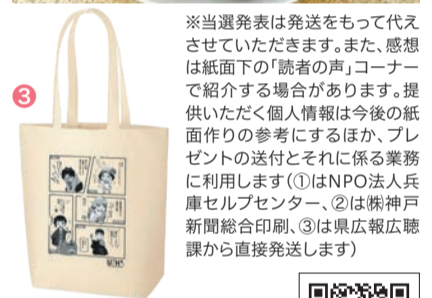 ※当選発表は発送をもって代え
させていただきます。また、感想
は紙面下の「読者の声」コーナー
で紹介する場合があります。提
供いただく個人情報は今後の紙
面作りの参考にするほか、プレ
ゼントの送付とそれに係る業務
に利用します(①はNPO法人兵
庫セルプセンター、②は㈱神戸
新聞総合印刷、③は県広報広聴
課から直接発送します)
3